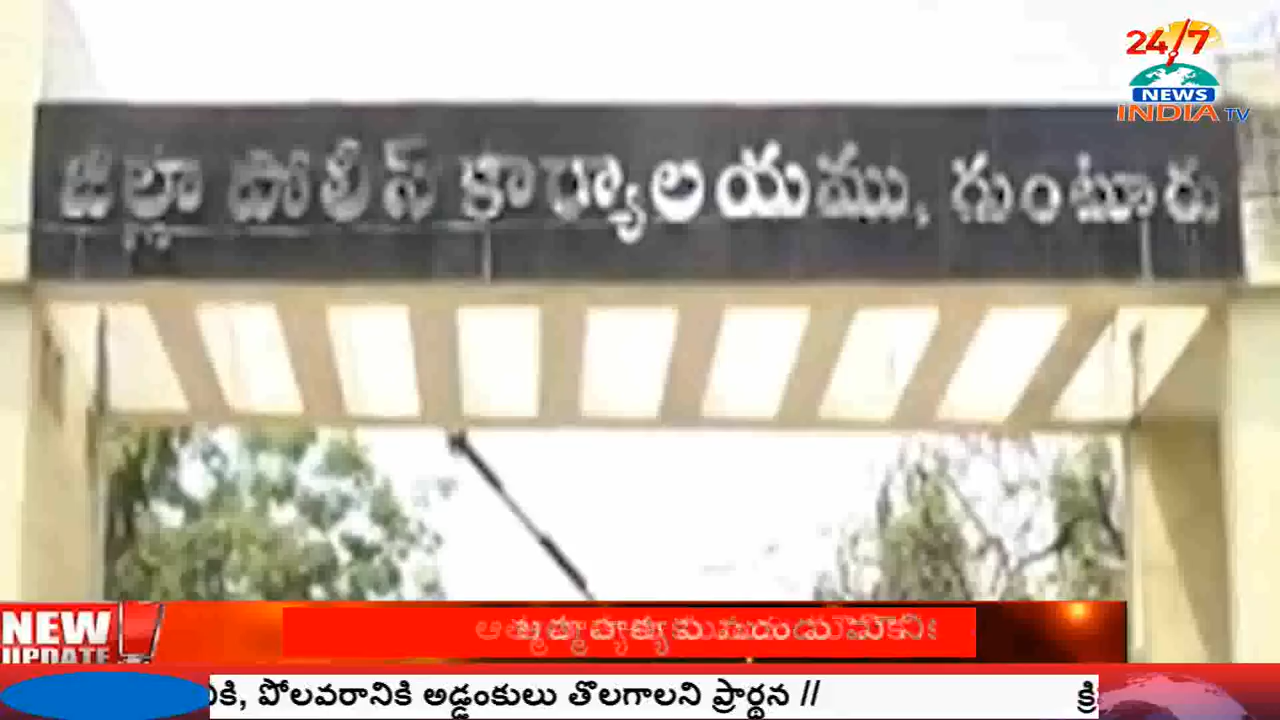 24/7
NEWS
INDIA TV
జిల్లా పోలీస్ కార్యాలయము, గుంటూరు
NEW
UPDATE !
పోలవరానికి అడ్డంకులు తొలగాలని ప్రార్థన //